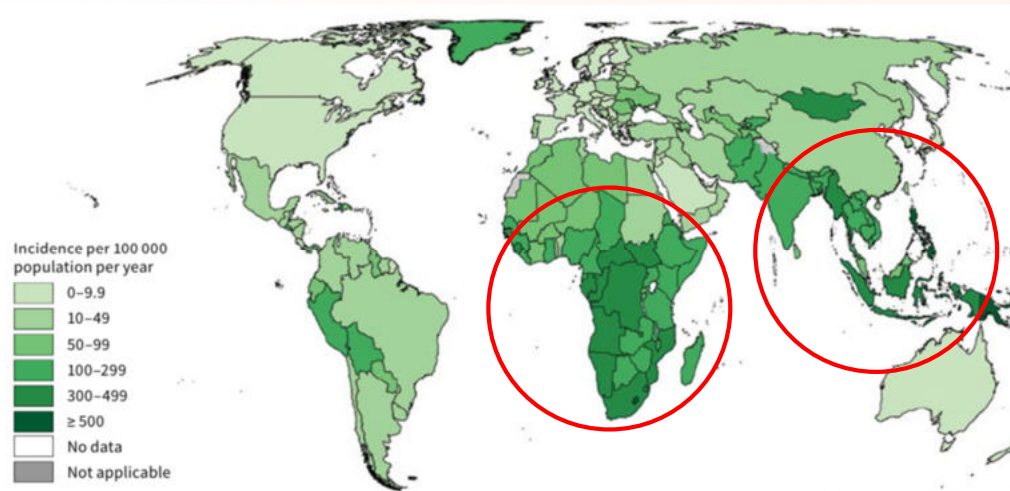 Incidence per 100 000
population per year
0–9.9
10–49
50–99
100–299
300–499
≥ 500
No data
Not applicable